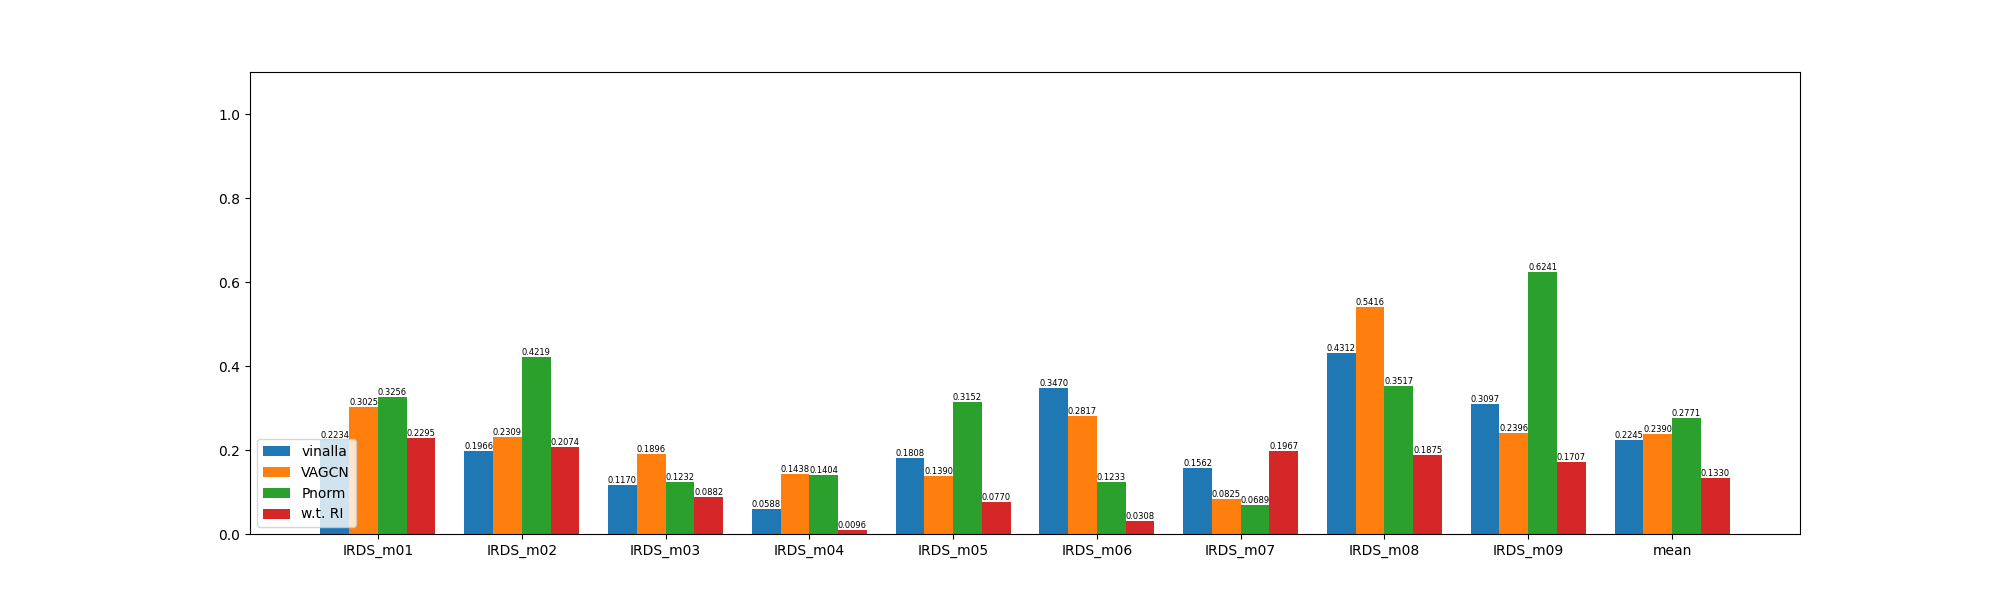 1.0
0.8
0.6
0.4
0.2
0.0
0.2234 0.3025 0.3256 0.2295
0.1966 0.2309 0.4219 0.2074
0.1170 0.1896 0.1232 0.0882
0.0588 0.1438 0.1404 0.0096
0.1808 0.1390 0.3152 0.0770
0.3470 0.2817 0.1233 0.0308
0.1562 0.0825 0.0689 0.1967
0.4312 0.5416 0.3517 0.1875
0.3097 0.2396 0.6241 0.1707
0.2245 0.2390 0.2771 0.1330
vinalla
VAGCN
Pnorm
w.t. RI
IRDS_m01 IRDS_m02 IRDS_m03 IRDS_m04 IRDS_m05 IRDS_m06 IRDS_m07 IRDS_m08 IRDS_m09 mean